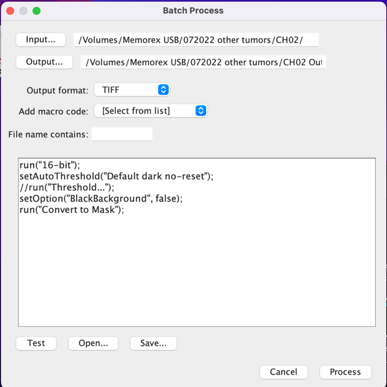 Batch Process
Input... /Volumes/Memorex USB/072022 other tumors/CH02/
Output... /Volumes/Memorex USB/072022 other tumors/CH02 Out
Output format: TIFF
Add macro code: [Select from list]
File name contains:
run("16-bit");
setAutoThreshold("Default dark no-reset");
//run("Threshold...");
setOption("BlackBackground", false);
run("Convert to Mask");
Test Open... Save...
Cancel Process